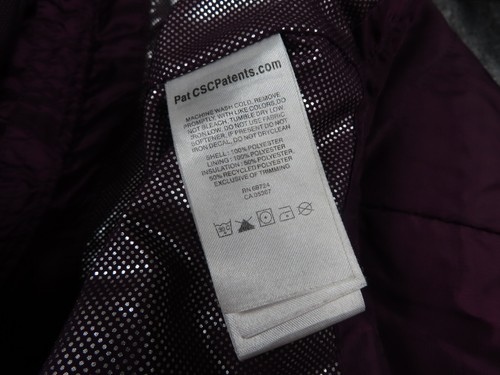 Pat CSCPatents.com
MACHINE WASH COLD, REMOVE
PROMPTLY, WITH LIKE COLORS, DO
NOT BLEACH, TUMBLE DRY LOW
IRON LOW, DO NOT USE FABRIC
SOFTENER, IF PRESENT DO NOT
IRON DECAL, DO NOT DRYCLEAN
SHELL : 100% POLYESTER
LINING : 100% POLYESTER
INSULATION : 50% POLYESTER
50% RECYCLED POLYESTER
EXCLUSIVE OF TRIMMING
RN 69724
CA 05367